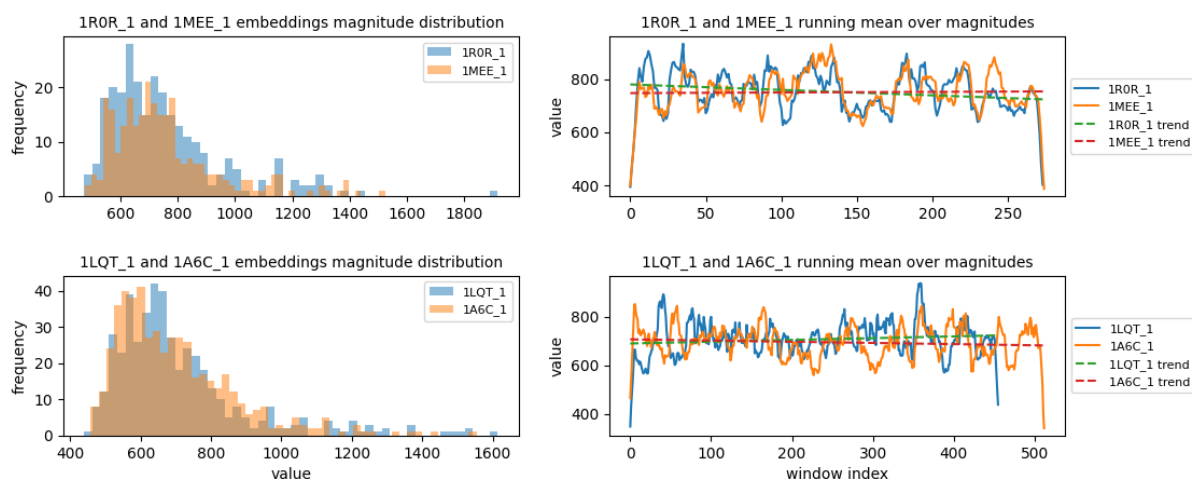 1R0R_1 and 1MEE_1 embeddings magnitude distribution
frequency
20
10
0
600 800 1000 1200 1400 1600 1800
1R0R_1
1MEE_1
1R0R_1 and 1MEE_1 running mean over magnitudes
value
800
600
400
0 50 100 150 200 250
1R0R_1
1MEE_1
1R0R_1 trend
1MEE_1 trend
1LQT_1 and 1A6C_1 embeddings magnitude distribution
frequency
40
30
20
10
0
400 600 800 1000 1200 1400 1600
value
1LQT_1
1A6C_1
1LQT_1 and 1A6C_1 running mean over magnitudes
value
800
600
400
0 100 200 300 400 500
window index
1LQT_1
1A6C_1
1LQT_1 trend
1A6C_1 trend